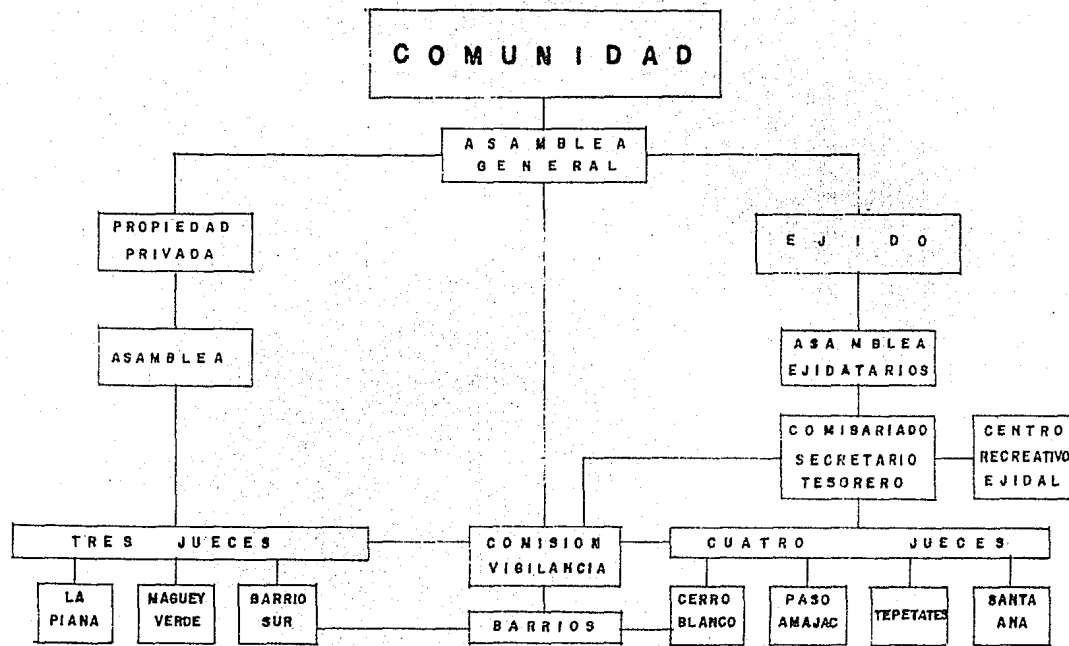 COMUNIDAD
ASAMBLEA
GENERAL
PROPIEDAD
PRIVADA
EJIDO
ASAMBLEA
ASAMBLEA
EJIDATARIOS
COMISARIADO
SECRETARIO
TESORERO
CENTRO
RECREATIVO
EJIDAL
TRES JUECES
COMISION
VIGILANCIA
CUATRO JUECES
LA
PIANA
MAGUEY
VERDE
BARRIO
SUR
BARRIOS
CERRO
BLANCO
PASO
AMAJAC
TEPETATES
SANTA
ANA